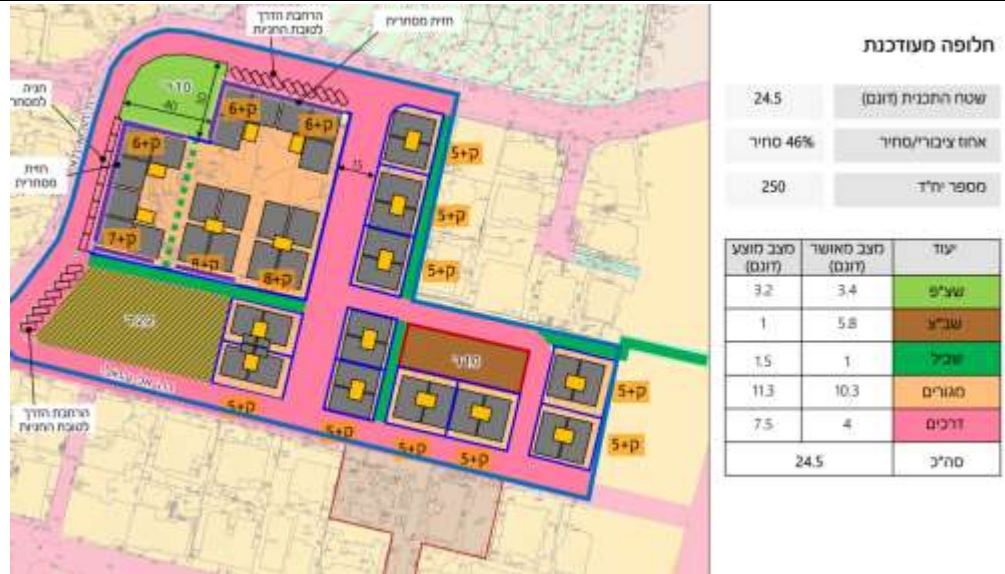 הרחבת הדרך
לטובת החניות
חזית מסחרית
חניה
למסחר
חזית
מסחרית
הרחבת הדרך
לטובת החניות
40
15
ק+6
ק+6
ק+6
ק+7
ק+8
ק+8
ק+5
ק+5
ק+5
ק+5
ק+5
ק+5
ק+5
ק+5
ק+5
חלופה מעודכנת
שטח התכנית (דונם) 24.5
אחוז ציבורי/סחיר 46% סחיר
מספר יח"ד 250
יעוד מצב מאושר (דונם) מצב מוצע (דונם)
שצ"פ 3.4 3.2
שב"צ 5.8 1
שביל 1 1.5
מגורים 10.3 11.3
דרכים 4 7.5
סה"כ 24.5